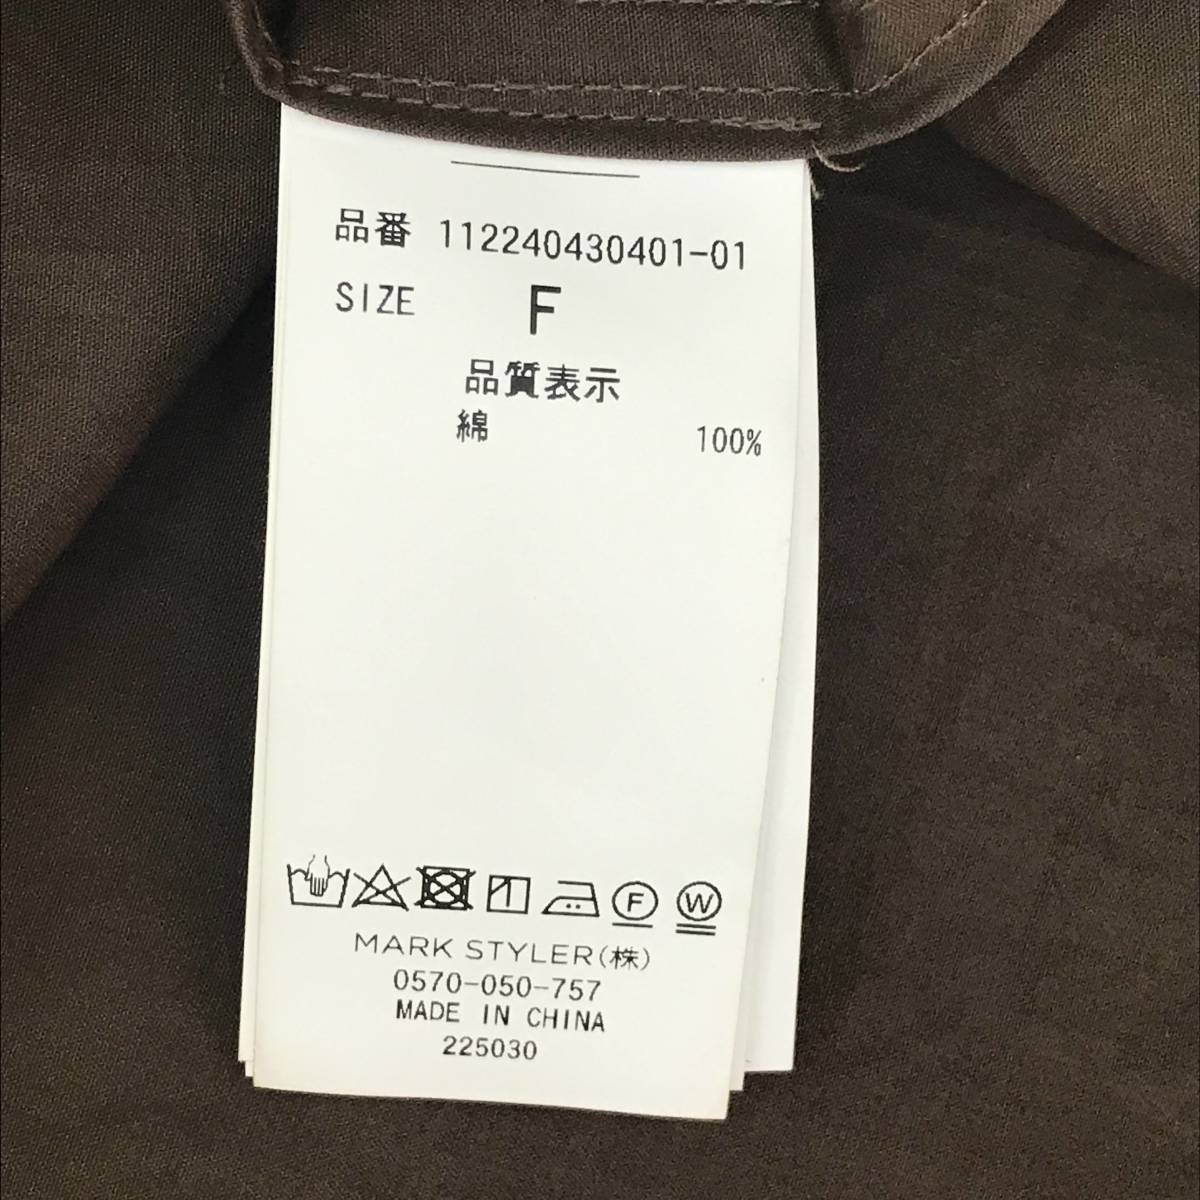 品番 112240430401-01
SIZE F
品質表示
綿 100%
F W
MARK STYLER(株)
0570-050-757
MADE IN CHINA
225030